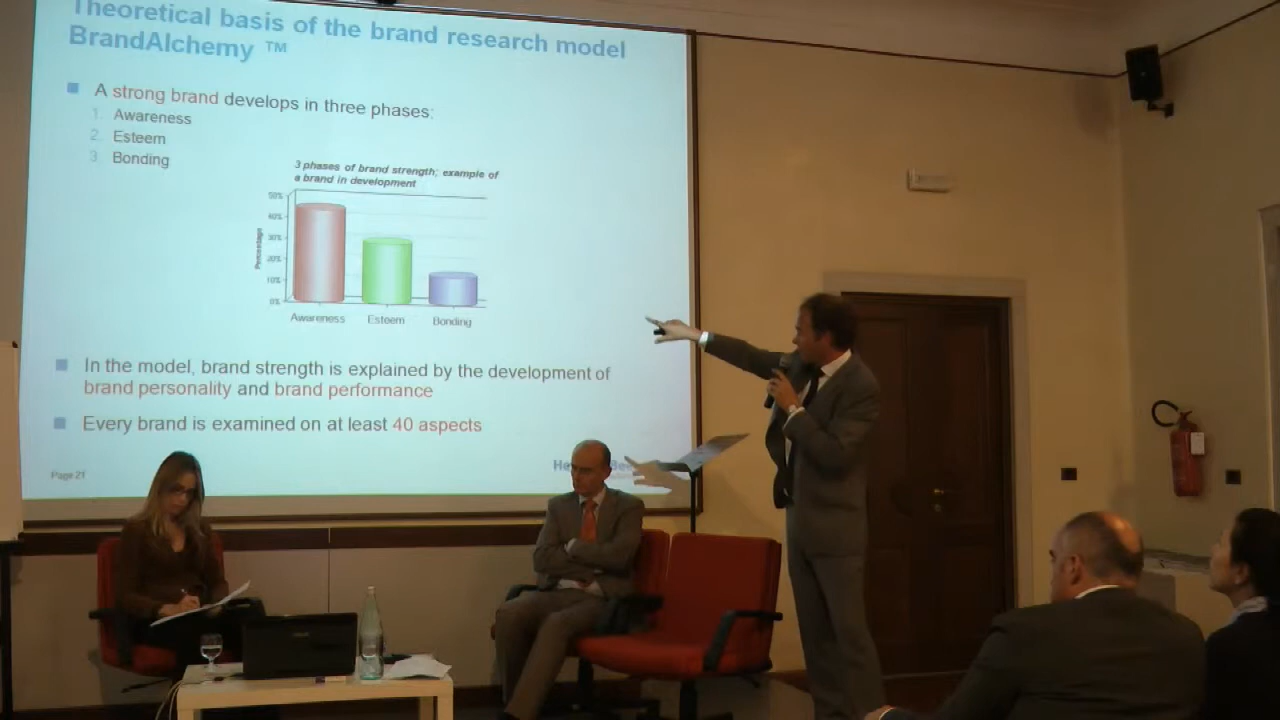 Theoretical basis of the brand research model
BrandAlchemy ™
A strong brand develops in three phases:
1. Awareness
2. Esteem
3. Bonding
3 phases of brand strength; example of
a brand in development
50%
40%
30%
20%
10%
0%
Percentage
Awareness Esteem Bonding
In the model, brand strength is explained by the development of
brand personality and brand performance
Every brand is examined on at least 40 aspects
Page 21